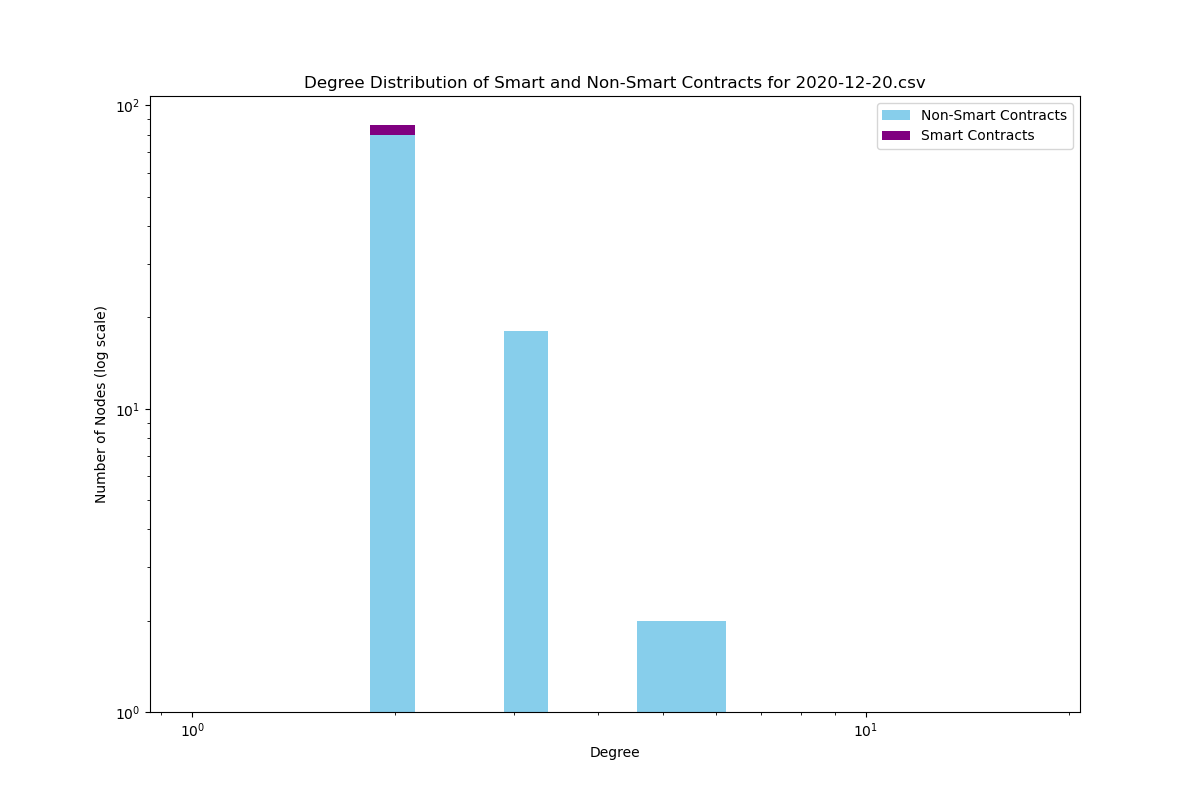 Degree Distribution of Smart and Non-Smart Contracts for 2020-12-20.csv
Non-Smart Contracts
Smart Contracts
Number of Nodes (log scale)
10²
10¹
10⁰
10⁰ 10¹
Degree